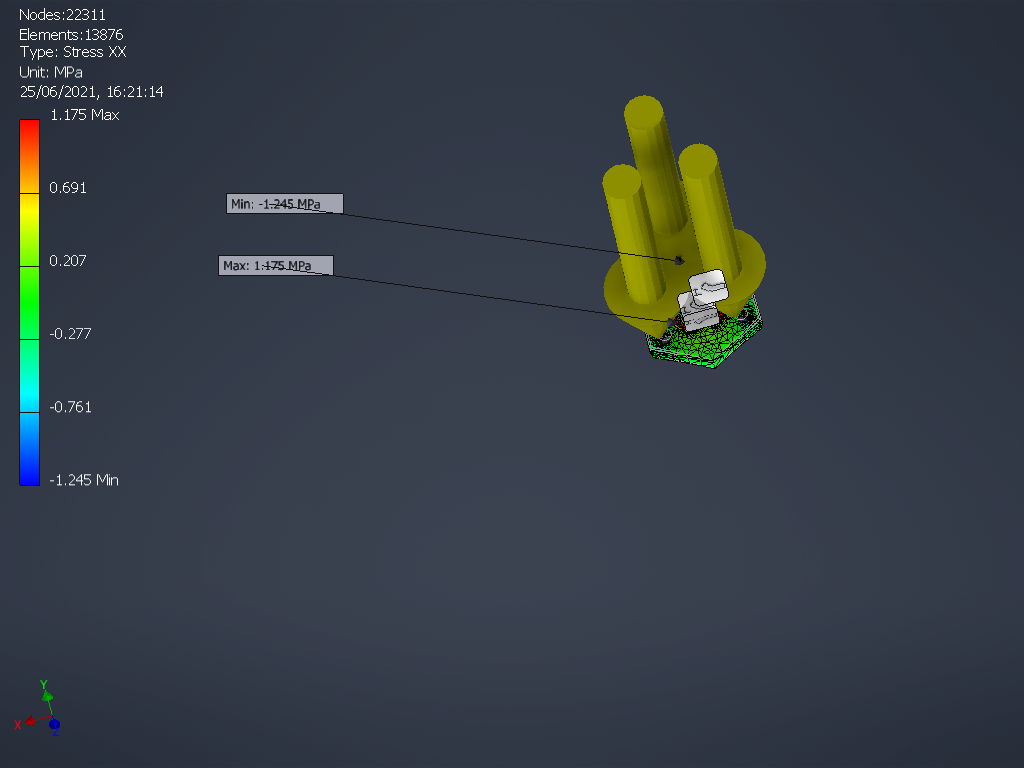 Nodes:22311
Elements:13876
Type: Stress XX
Unit: MPa
25/06/2021, 16:21:14
1.175 Max
0.691
0.207
-0.277
-0.761
-1.245 Min
Min: -1.245 MPa
Max: 1.175 MPa
Y
X
Z